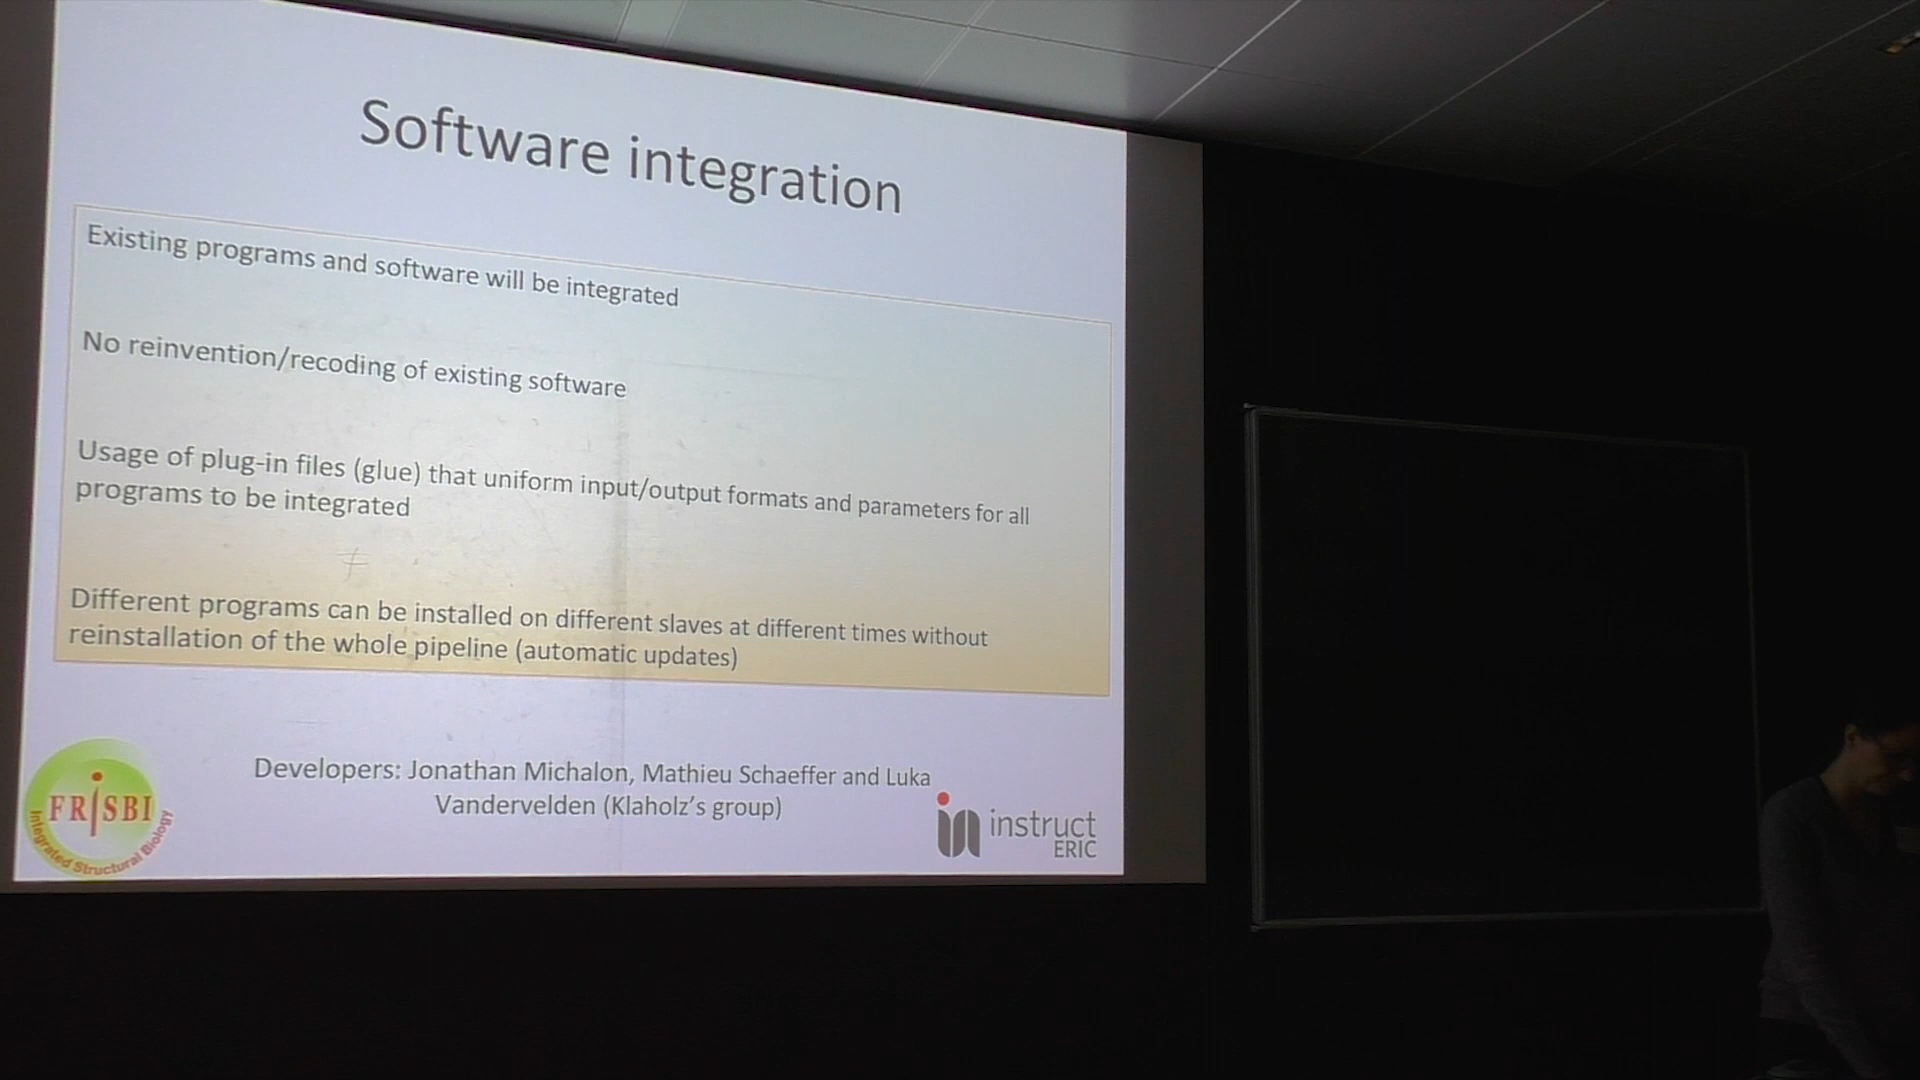 Software integration
Existing programs and software will be integrated
No reinvention/recoding of existing software
Usage of plug-in files (glue) that uniform input/output formats and parameters for all
programs to be integrated
Different programs can be installed on different slaves at different times without
reinstallation of the whole pipeline (automatic updates)
Developers: Jonathan Michalon, Mathieu Schaeffer and Luka
Vandervelden (Klaholz's group)
FRISBI
Integrated Structural Biology
instruct
ERIC